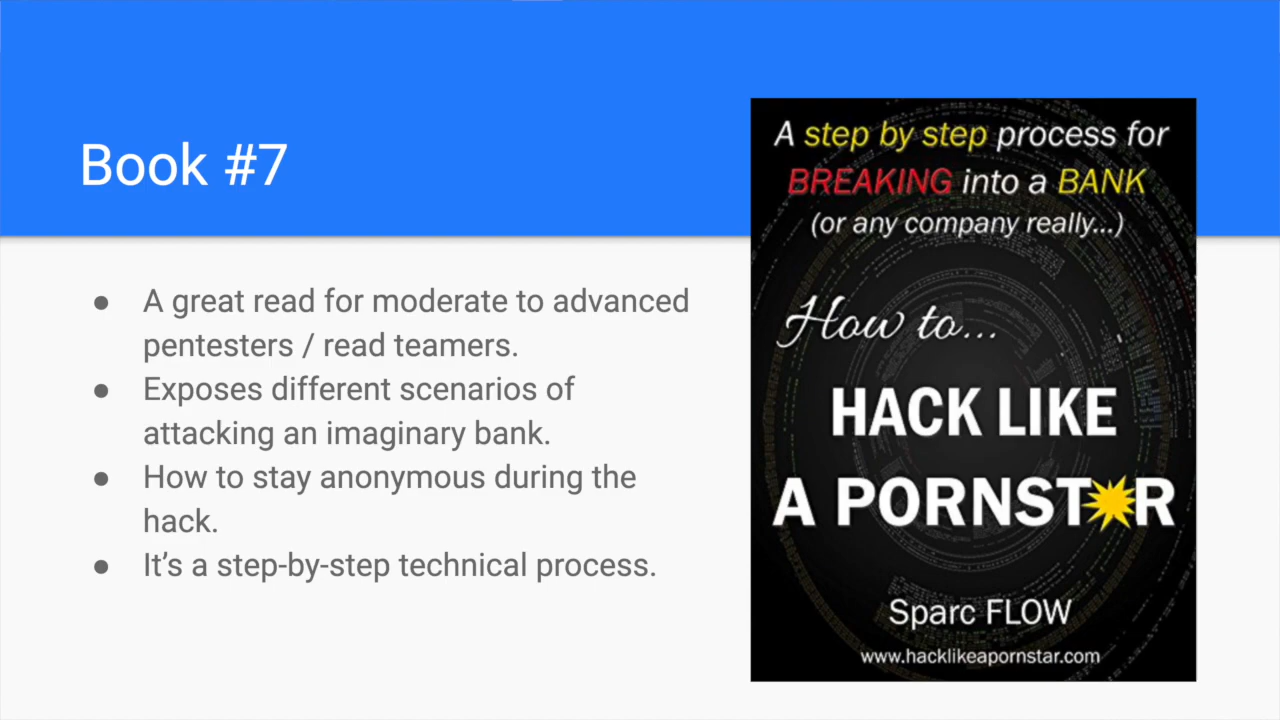 Book #7
● A great read for moderate to advanced
pentesters / read teamers.
● Exposes different scenarios of
attacking an imaginary bank.
● How to stay anonymous during the
hack.
● It’s a step-by-step technical process.
A step by step process for
BREAKING into a BANK
(or any company really...)
How to...
HACK LIKE
A PORNST✹R
Sparc FLOW
www.hacklikeapornstar.com